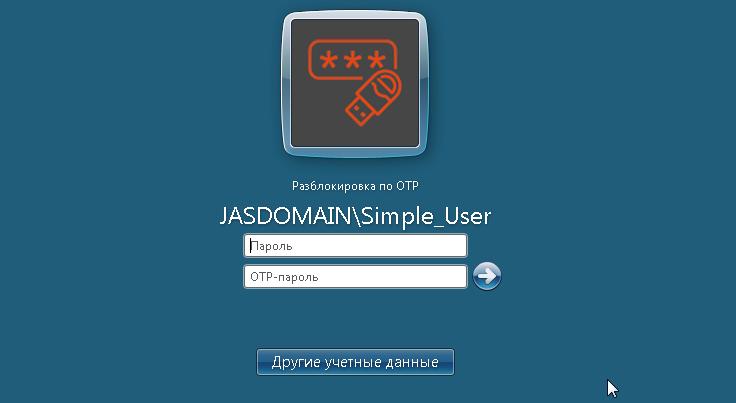 ***
Разблокировка по OTP
JASDOMAIN\Simple_User
Пароль
OTP-пароль
Другие учетные данные